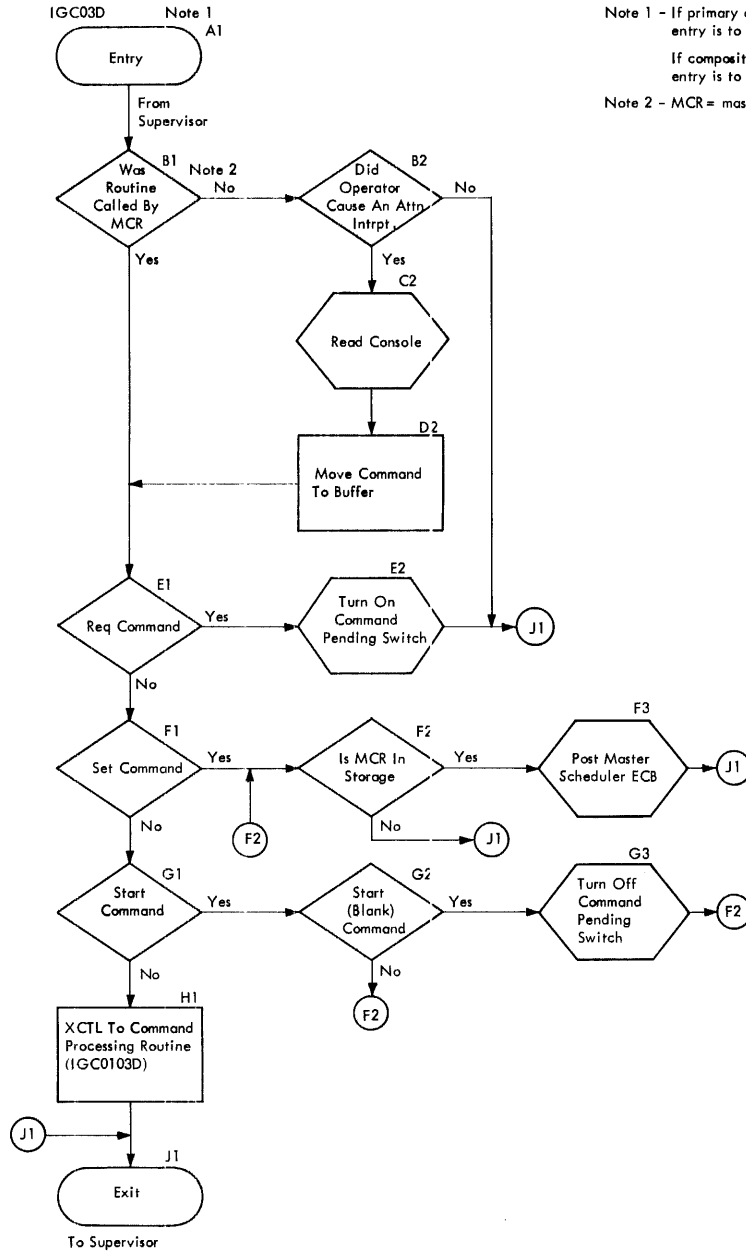 IGC03D
Note 1
A1
Entry
Note 1 - If primary
entry is to
If composit
entry is to
Note 2 - MCR = mas
From
Supervisor
B1
Was
Routine
Called By
MCR
Note 2
No
Yes
B2
Did
Operator
Cause An Attn
Intrpt.
No
Yes
C2
Read Console
D2
Move Command
To Buffer
E1
Req Command
Yes
No
E2
Turn On
Command
Pending Switch
J1
F1
Set Command
Yes
No
F2
F2
Is MCR In
Storage
Yes
No
J1
F3
Post Master
Scheduler ECB
J1
G1
Start
Command
Yes
No
G2
Start
(Blank)
Command
Yes
No
F2
G3
Turn Off
Command
Pending
Switch
F2
H1
XCTL To Command
Processing Routine
(IGC0103D)
J1
J1
Exit
To Supervisor